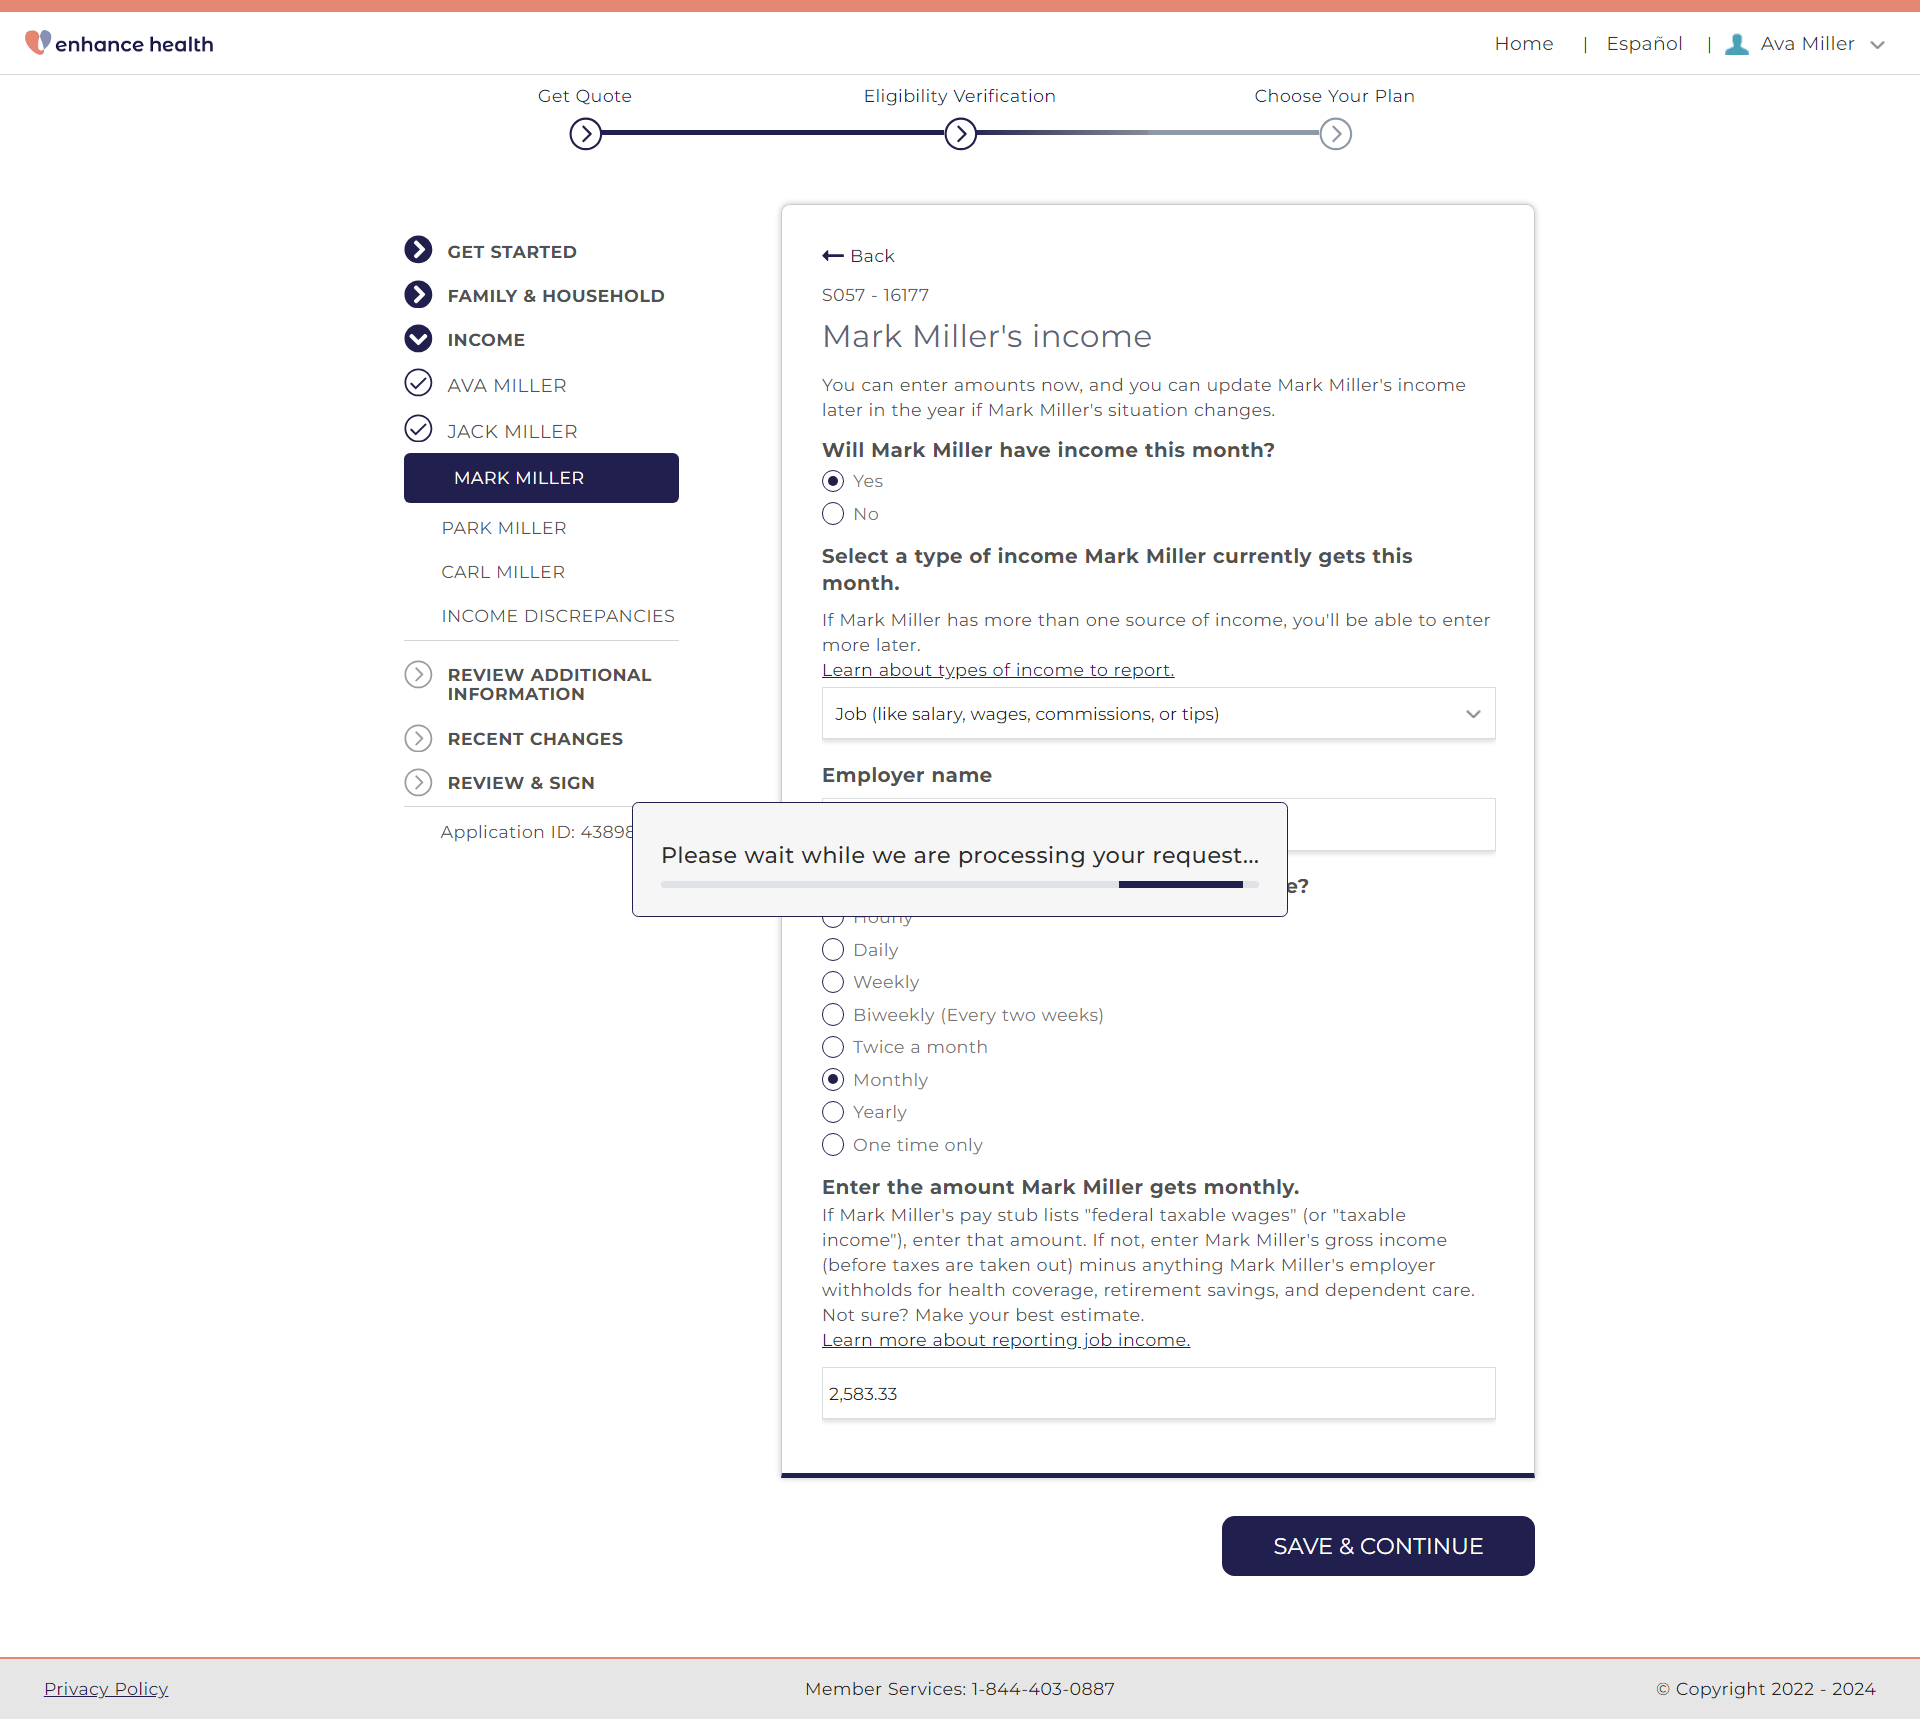 enhance health
Home | Español | Ava Miller
Get Quote
Eligibility Verification
Choose Your Plan
GET STARTED
FAMILY & HOUSEHOLD
INCOME
AVA MILLER
JACK MILLER
MARK MILLER
PARK MILLER
CARL MILLER
INCOME DISCREPANCIES
REVIEW ADDITIONAL
INFORMATION
RECENT CHANGES
REVIEW & SIGN
Application ID: 43898
Back
S057 - 16177
Mark Miller's income
You can enter amounts now, and you can update Mark Miller's income
later in the year if Mark Miller's situation changes.
Will Mark Miller have income this month?
Yes
No
Select a type of income Mark Miller currently gets this
month.
If Mark Miller has more than one source of income, you'll be able to enter
more later.
Learn about types of income to report.
Job (like salary, wages, commissions, or tips)
Employer name
Please wait while we are processing your request...
e?
Hourly
Daily
Weekly
Biweekly (Every two weeks)
Twice a month
Monthly
Yearly
One time only
Enter the amount Mark Miller gets monthly.
If Mark Miller's pay stub lists "federal taxable wages" (or "taxable
income"), enter that amount. If not, enter Mark Miller's gross income
(before taxes are taken out) minus anything Mark Miller's employer
withholds for health coverage, retirement savings, and dependent care.
Not sure? Make your best estimate.
Learn more about reporting job income.
2,583.33
SAVE & CONTINUE
Privacy Policy
Member Services: 1-844-403-0887
© Copyright 2022 - 2024